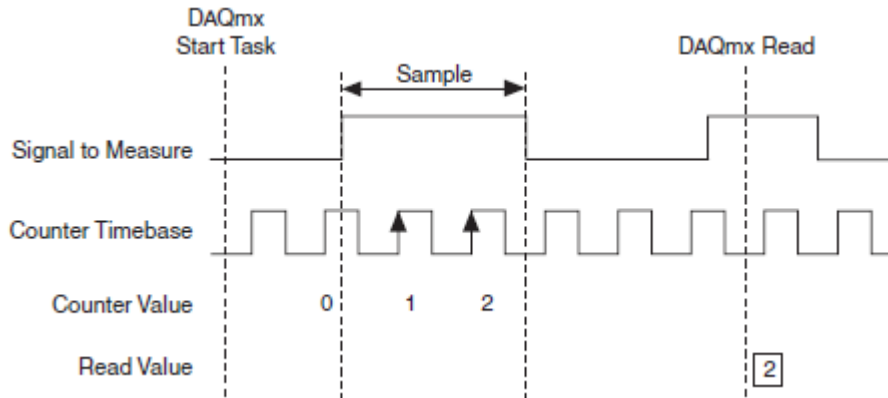 DAQmx
Start Task
DAQmx Read
Sample
Signal to Measure
Counter Timebase
Counter Value 0 1 2
Read Value 2